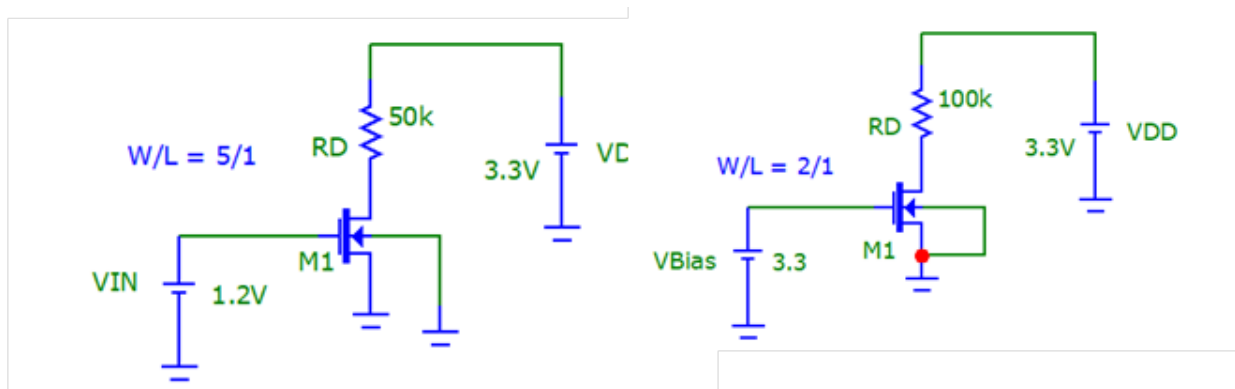 50k
RD
W/L = 5/1
3.3V
M1
VIN
1.2V
100k
RD
VDD
3.3V
W/L = 2/1
M1
VBias
3.3